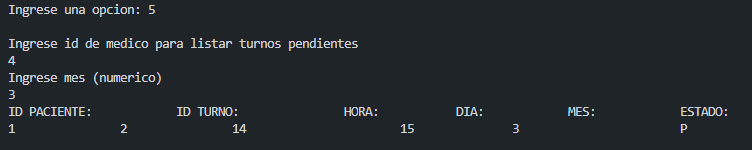 Ingrese una opcion: 5
Ingrese id de medico para listar turnos pendientes
4
Ingrese mes (numerico)
3
ID PACIENTE: ID TURNO: HORA: DIA: MES: ESTADO:
1 2 14 15 3 P